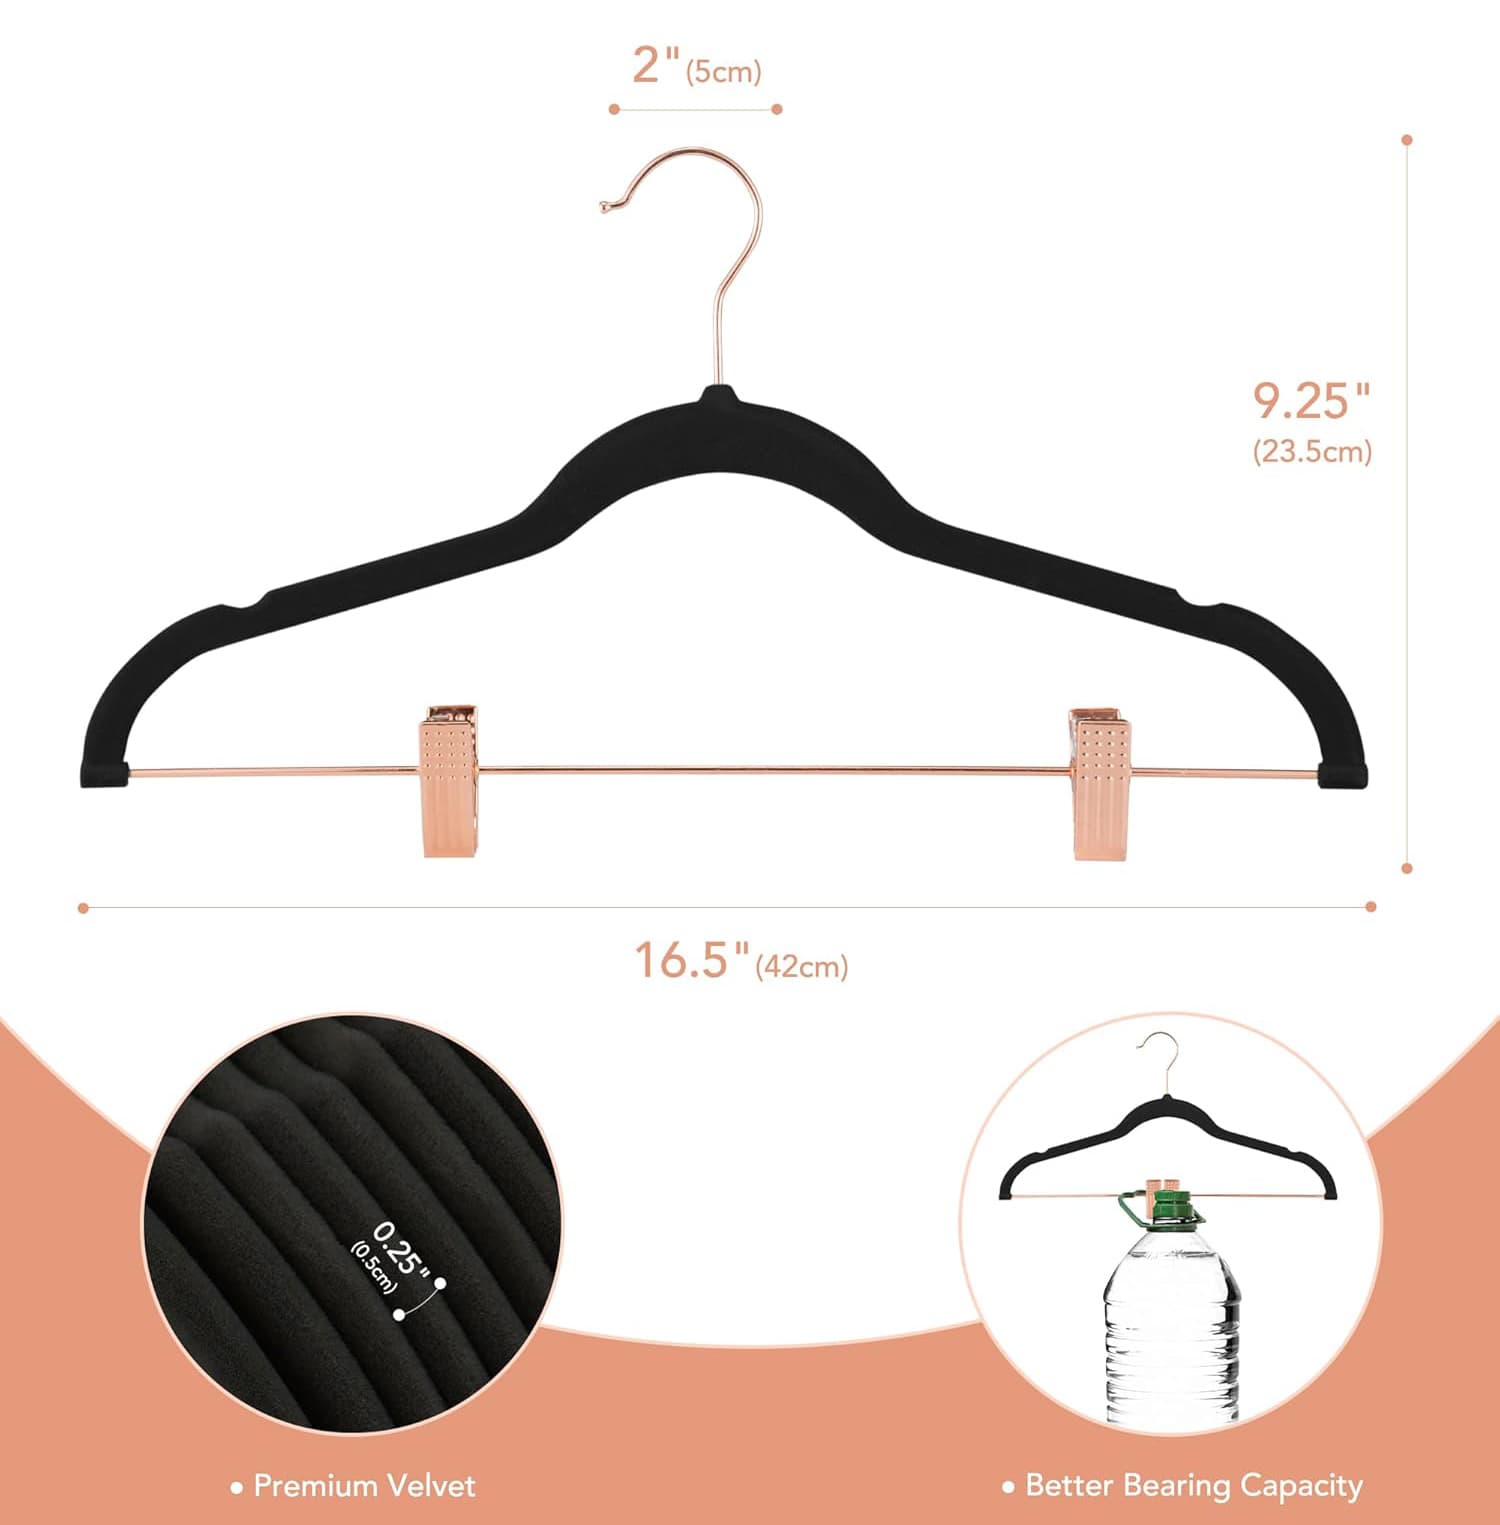 2" (5cm)
9.25"
(23.5cm)
16.5" (42cm)
0.25"
(0.5cm)
• Premium Velvet
• Better Bearing Capacity